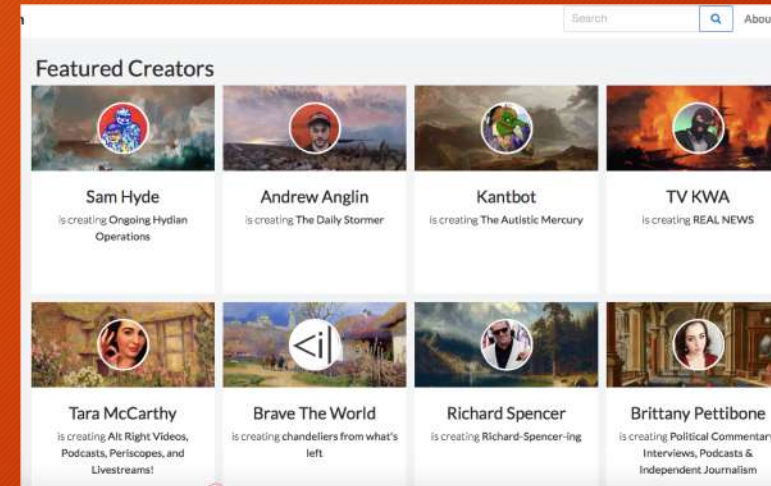 Search
Abou
Featured Creators
Sam Hyde
is creating Ongoing Hydian
Operations
Andrew Anglin
is creating The Daily Stormer
Kantbot
is creating The Autistic Mercury
TV KWA
is creating REAL NEWS
<il
Tara McCarthy
is creating Alt Right Videos,
Podcasts, Periscopes, and
Livestreams!
Brave The World
is creating chandeliers from what's
left
Richard Spencer
is creating Richard-Spencer-ing
Brittany Pettibone
is creating Political Commentary
Interviews, Podcasts &
Independent Journalism